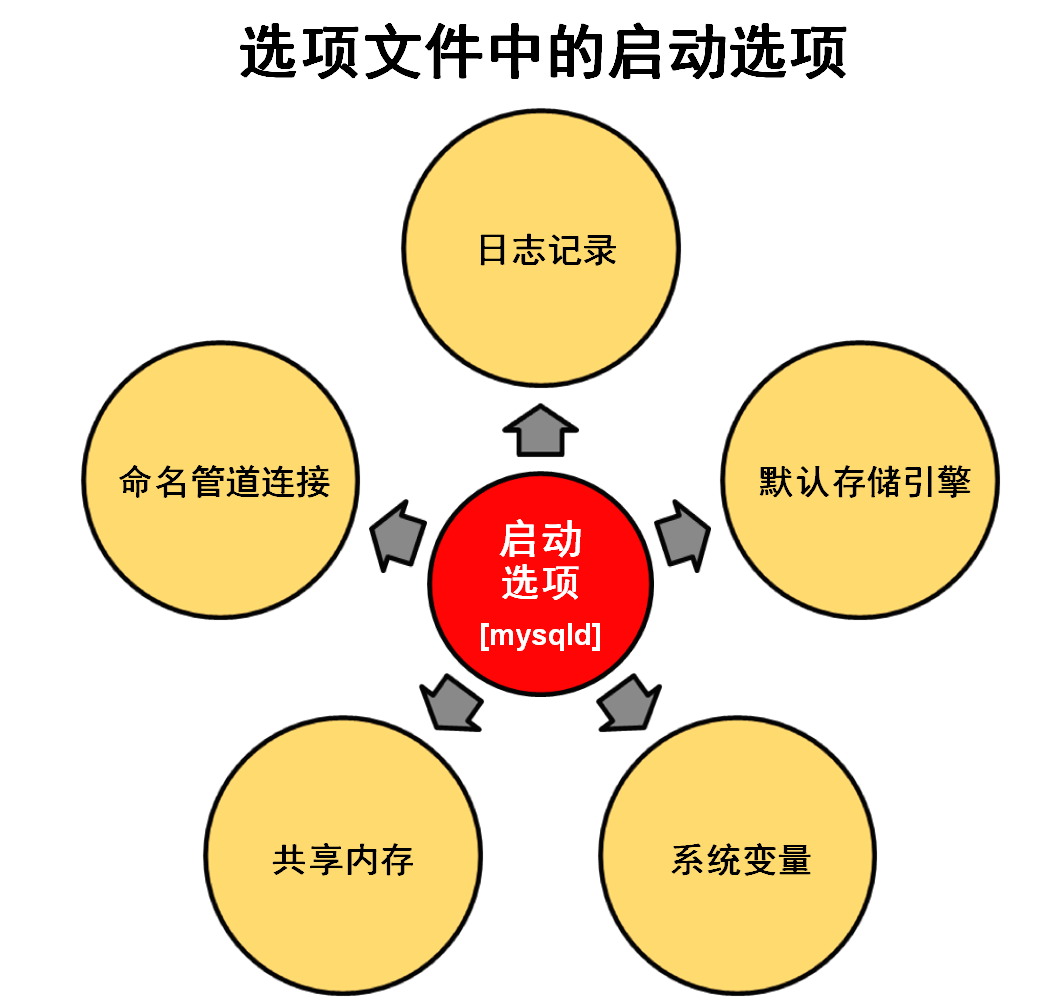 选项文件中的启动选项
日志记录
命名管道连接
默认存储引擎
启动
选项
[mysqld]
共享内存
系统变量